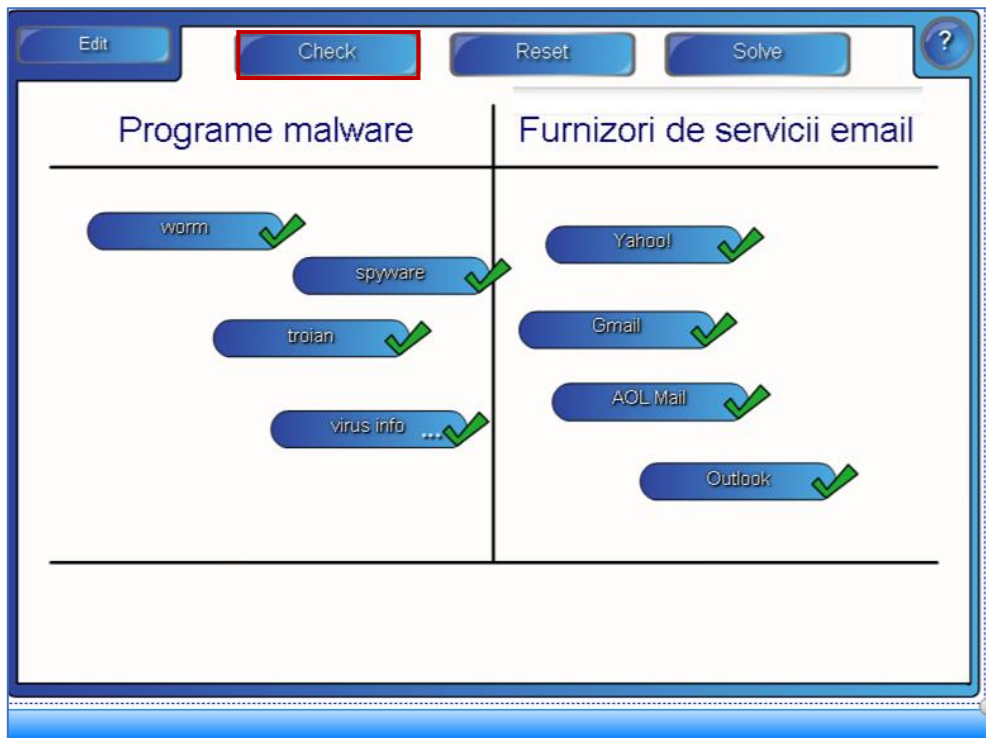 Edit
Check
Reset
Solve
?
Programe malware
Furnizori de servicii email
worm
spyware
troian
virus info ...
Yahoo!
Gmail
AOL Mail
Outlook